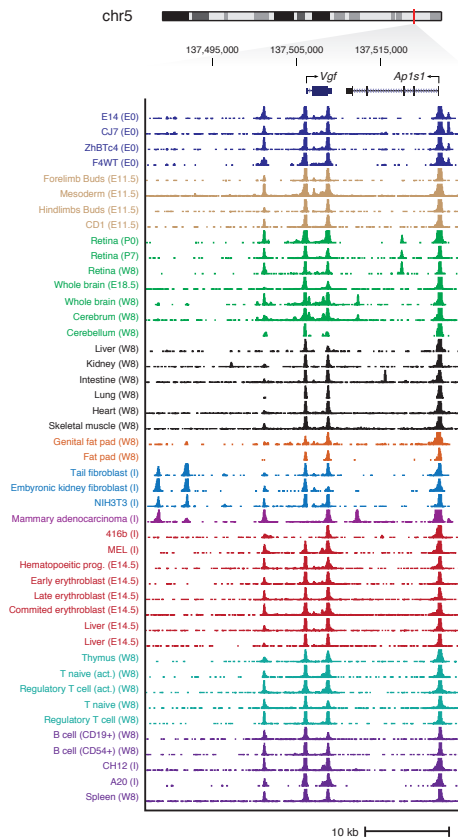 chr5
137,495,000 137,505,000 137,515,000
Vgf Ap1s1
E14 (E0)
CJ7 (E0)
ZhBTc4 (E0)
F4WT (E0)
Forelimb Buds (E11.5)
Mesoderm (E11.5)
Hindlimbs Buds (E11.5)
CD1 (E11.5)
Retina (P0)
Retina (P7)
Retina (W8)
Whole brain (E18.5)
Whole brain (W8)
Cerebrum (W8)
Cerebellum (W8)
Liver (W8)
Kidney (W8)
Intestine (W8)
Lung (W8)
Heart (W8)
Skeletal muscle (W8)
Genital fat pad (W8)
Fat pad (W8)
Tail fibroblast (I)
Embyronic kidney fibroblast (I)
NIH3T3 (I)
Mammary adenocarcinoma (I)
416b (I)
MEL (I)
Hematopoeitic prog. (E14.5)
Early erythroblast (E14.5)
Late erythroblast (E14.5)
Commited erythroblast (E14.5)
Liver (E14.5)
Liver (E14.5)
Thymus (W8)
T naive (act.) (W8)
Regulatory T cell (act.) (W8)
T naive (W8)
Regulatory T cell (W8)
B cell (CD19+) (W8)
B cell (CD54+) (W8)
CH12 (I)
A20 (I)
Spleen (W8)
10 kb